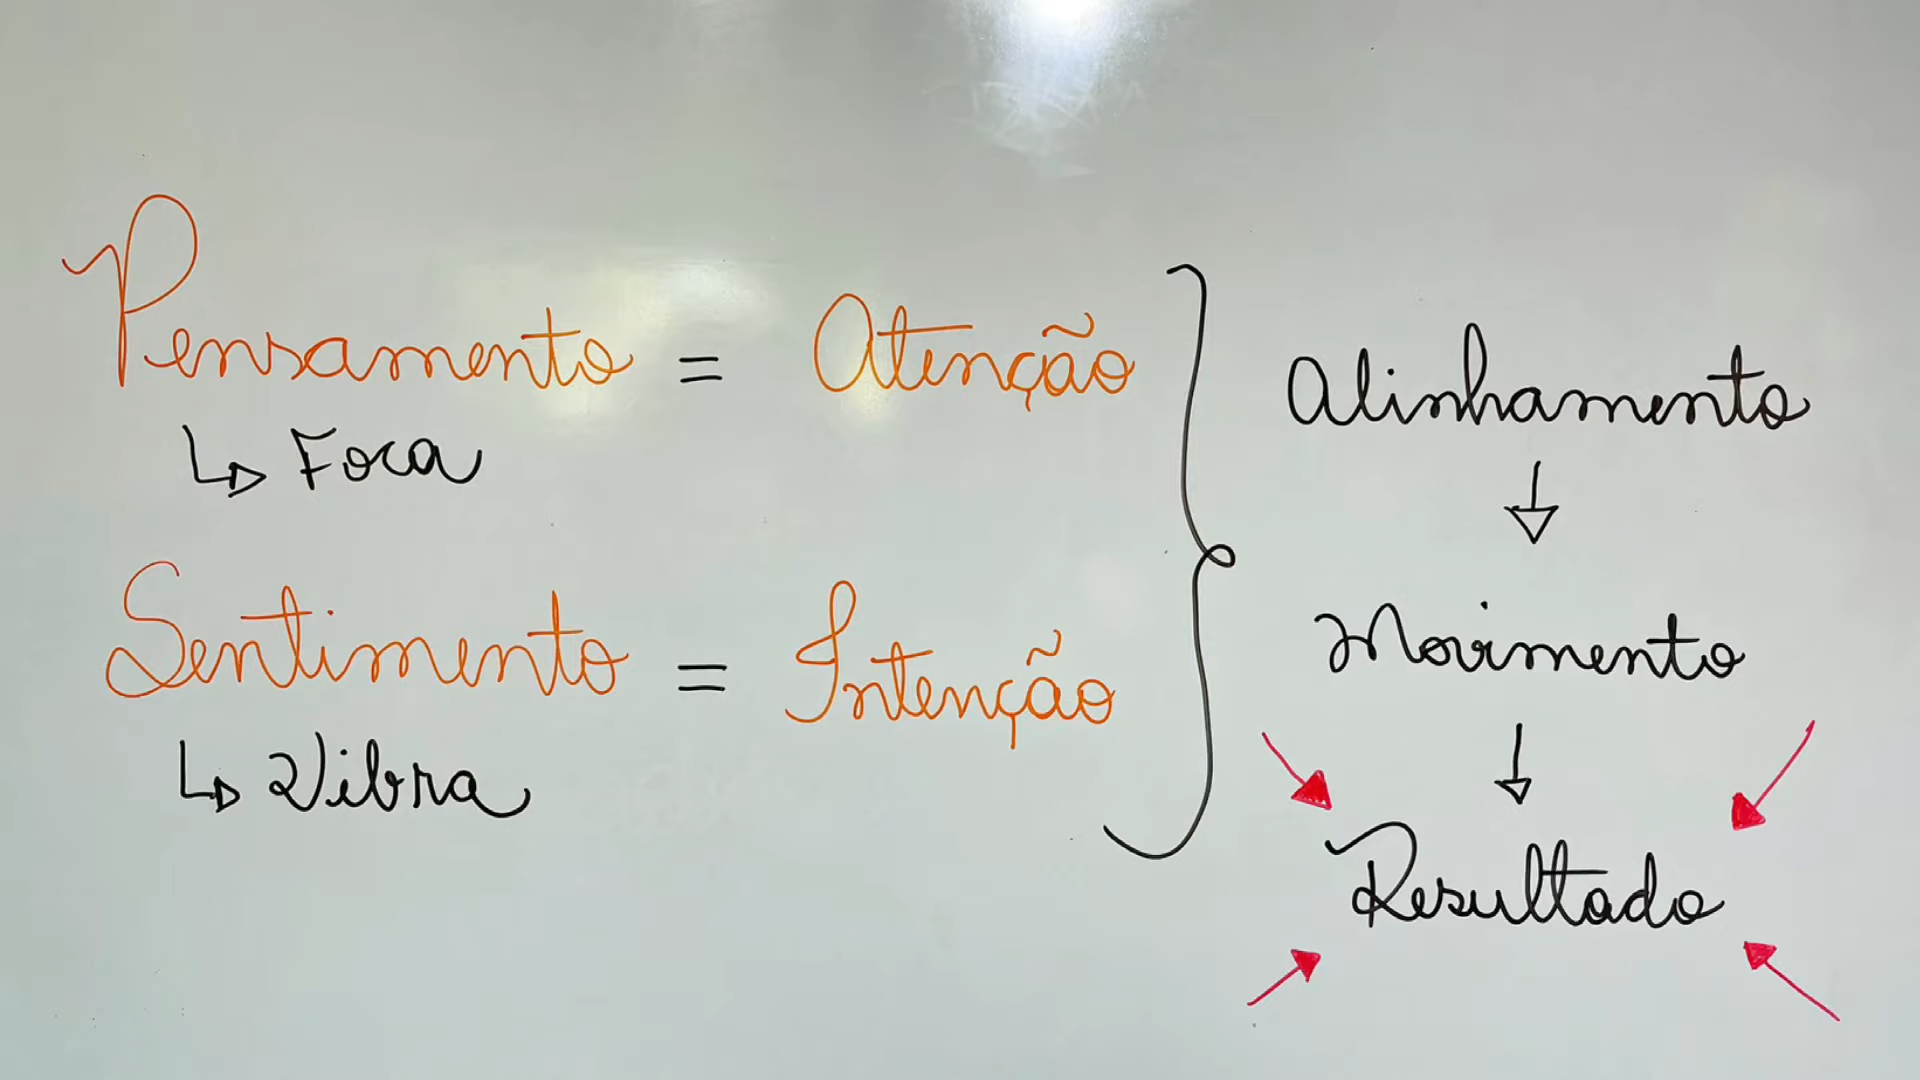 Pensamento = Atenção
↳ Foca
Sentimento = Intenção
↳ Vibra
Alinhamento
↓
Movimento
↓
Resultado